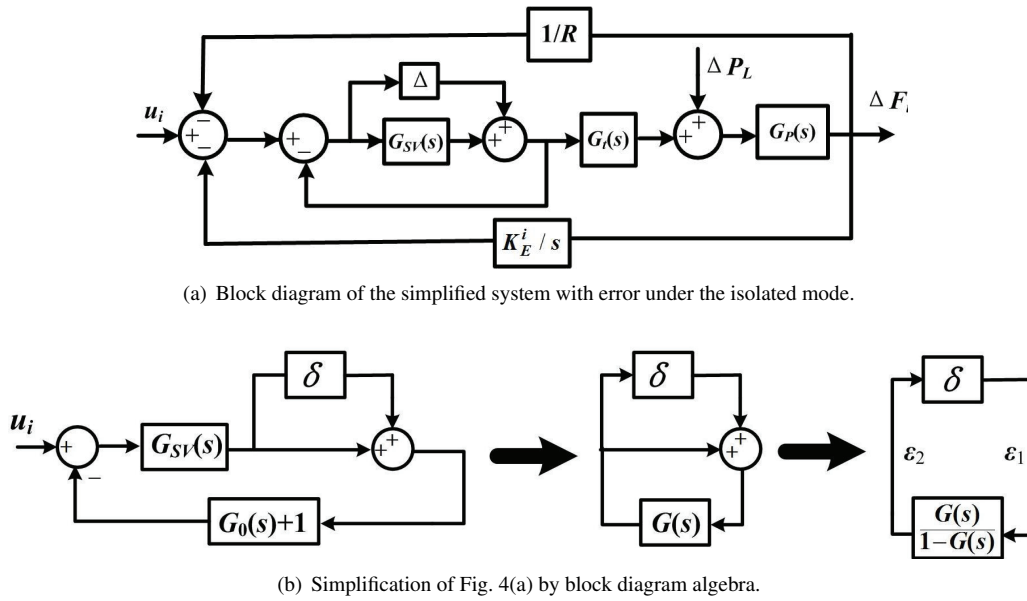 1/R
Δ P_L
Δ
u_i
Δ F_i
+ − −
+ −
+ +
+ +
G_SV(s)
G_t(s)
G_P(s)
K_E^i / s
(a) Block diagram of the simplified system with error under the isolated mode.
δ
δ
δ
u_i
+ −
G_SV(s)
+ +
+ +
ε_2
ε_1
G_0(s)+1
G(s)
G(s)
1−G(s)
(b) Simplification of Fig. 4(a) by block diagram algebra.